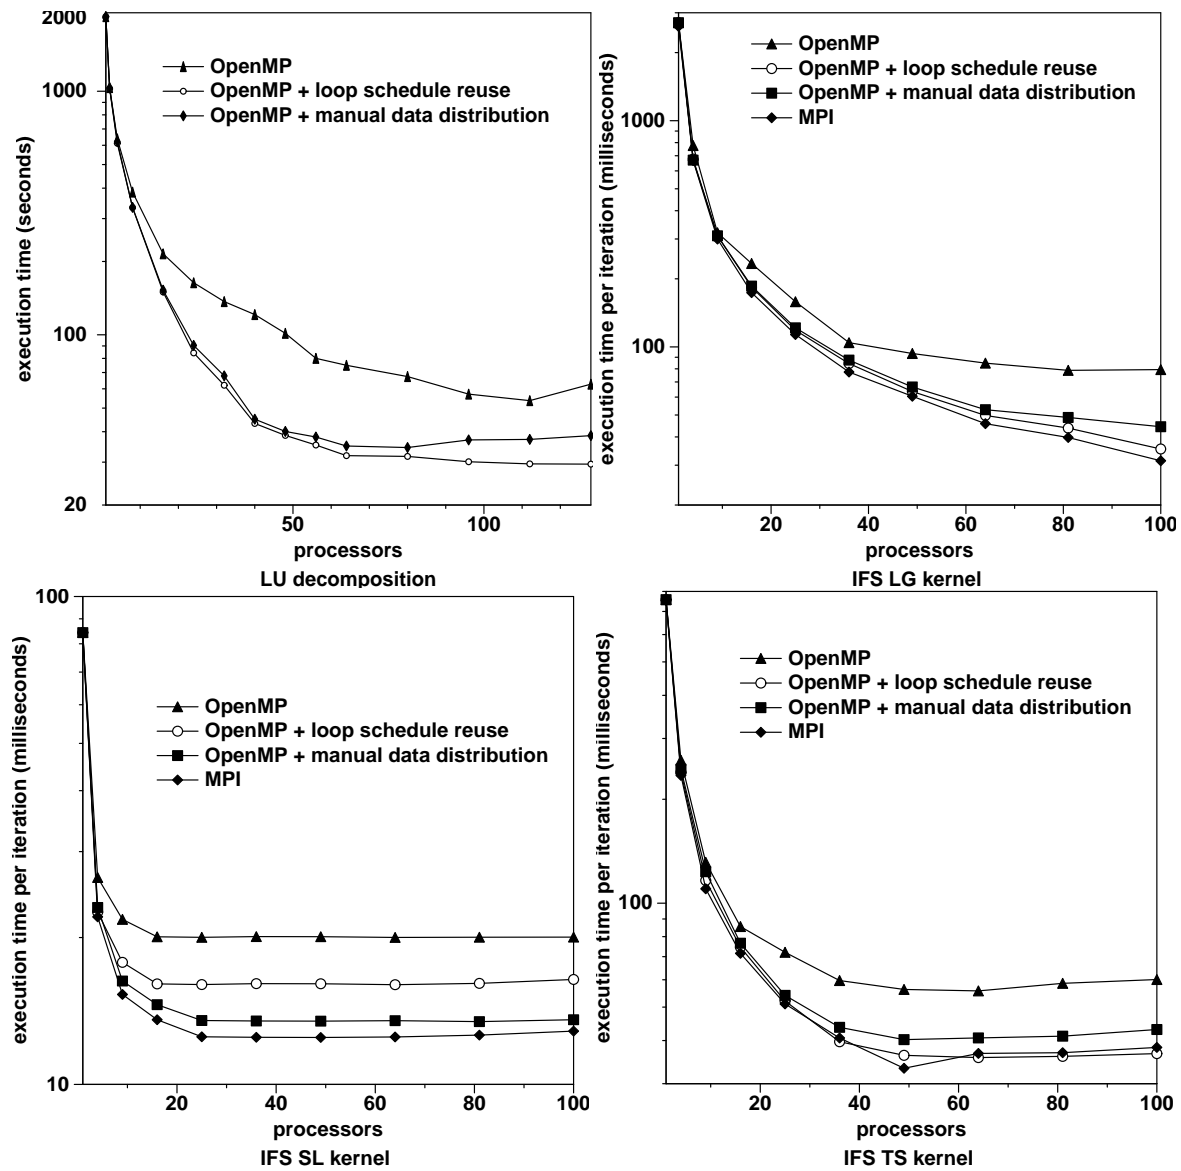 2000
1000
100
20
execution time (seconds)
OpenMP
OpenMP + loop schedule reuse
OpenMP + manual data distribution
50
100
processors
LU decomposition
1000
100
execution time per iteration (milliseconds)
OpenMP
OpenMP + loop schedule reuse
OpenMP + manual data distribution
MPI
20
40
60
80
100
processors
IFS LG kernel
100
10
execution time per iteration (milliseconds)
OpenMP
OpenMP + loop schedule reuse
OpenMP + manual data distribution
MPI
20
40
60
80
100
processors
IFS SL kernel
100
execution time per iteration (milliseconds)
OpenMP
OpenMP + loop schedule reuse
OpenMP + manual data distribution
MPI
20
40
60
80
100
processors
IFS TS kernel